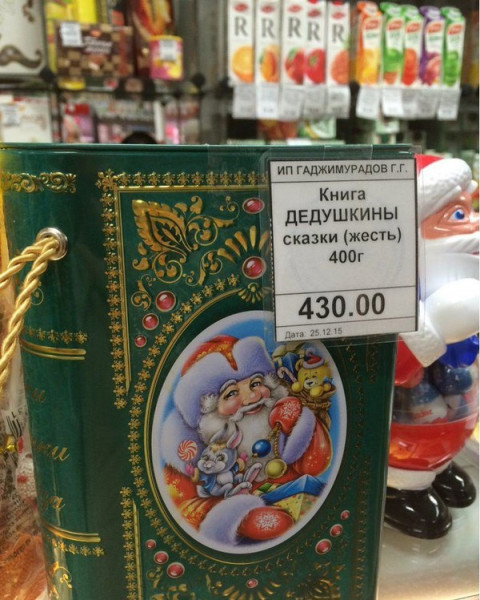 R R R R R
ИП ГАДЖИМУРАДОВ Г.Г.
Книга
ДЕДУШКИНЫ
сказки (жесть)
400г
430.00
Дата: 25.12.15